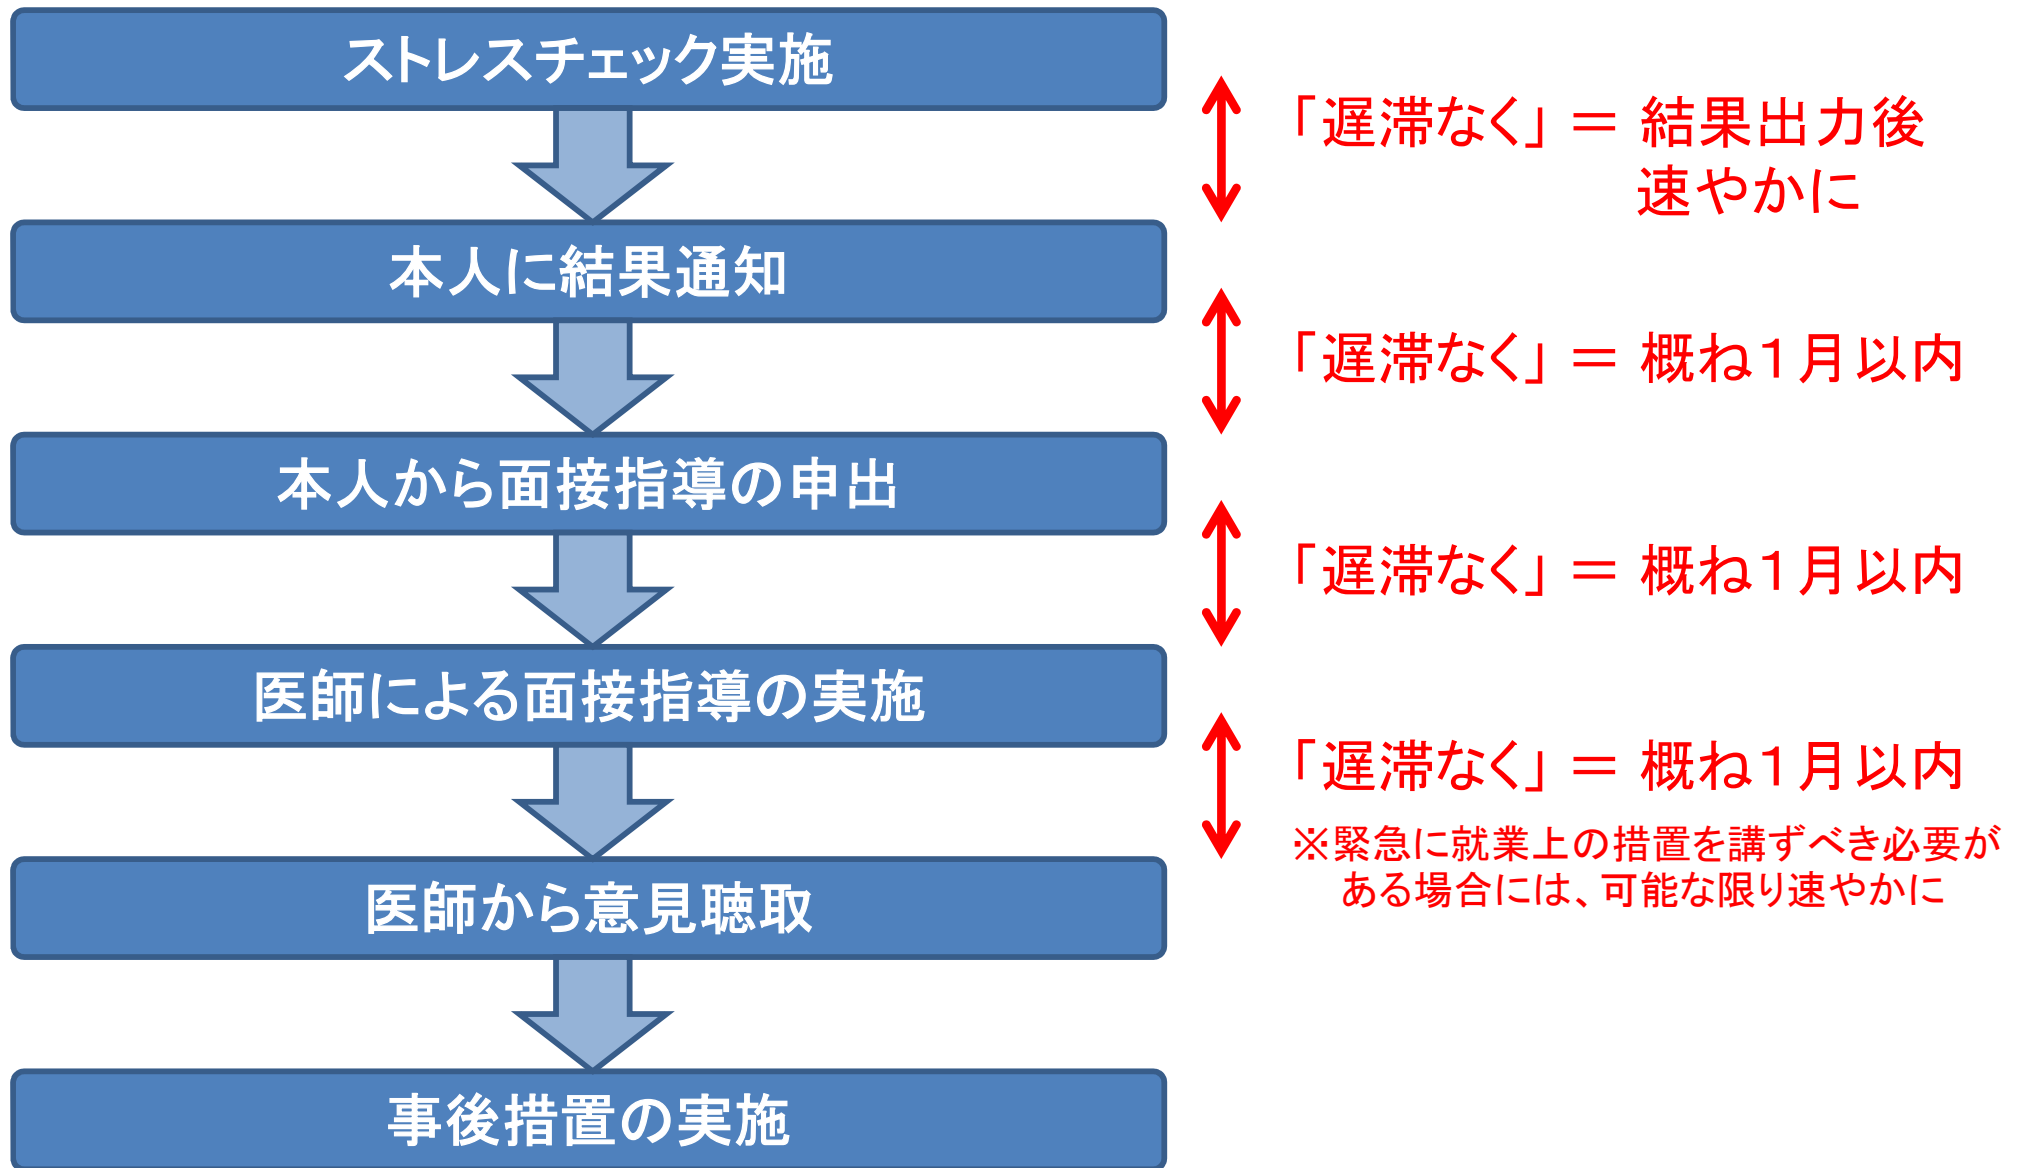 ストレスチェック実施
「遅滞なく」 ＝ 結果出力後
速やかに
本人に結果通知
「遅滞なく」 ＝ 概ね１月以内
本人から面接指導の申出
「遅滞なく」 ＝ 概ね１月以内
医師による面接指導の実施
「遅滞なく」 ＝ 概ね１月以内
※緊急に就業上の措置を講ずべき必要が
ある場合には、可能な限り速やかに
医師から意見聴取
事後措置の実施